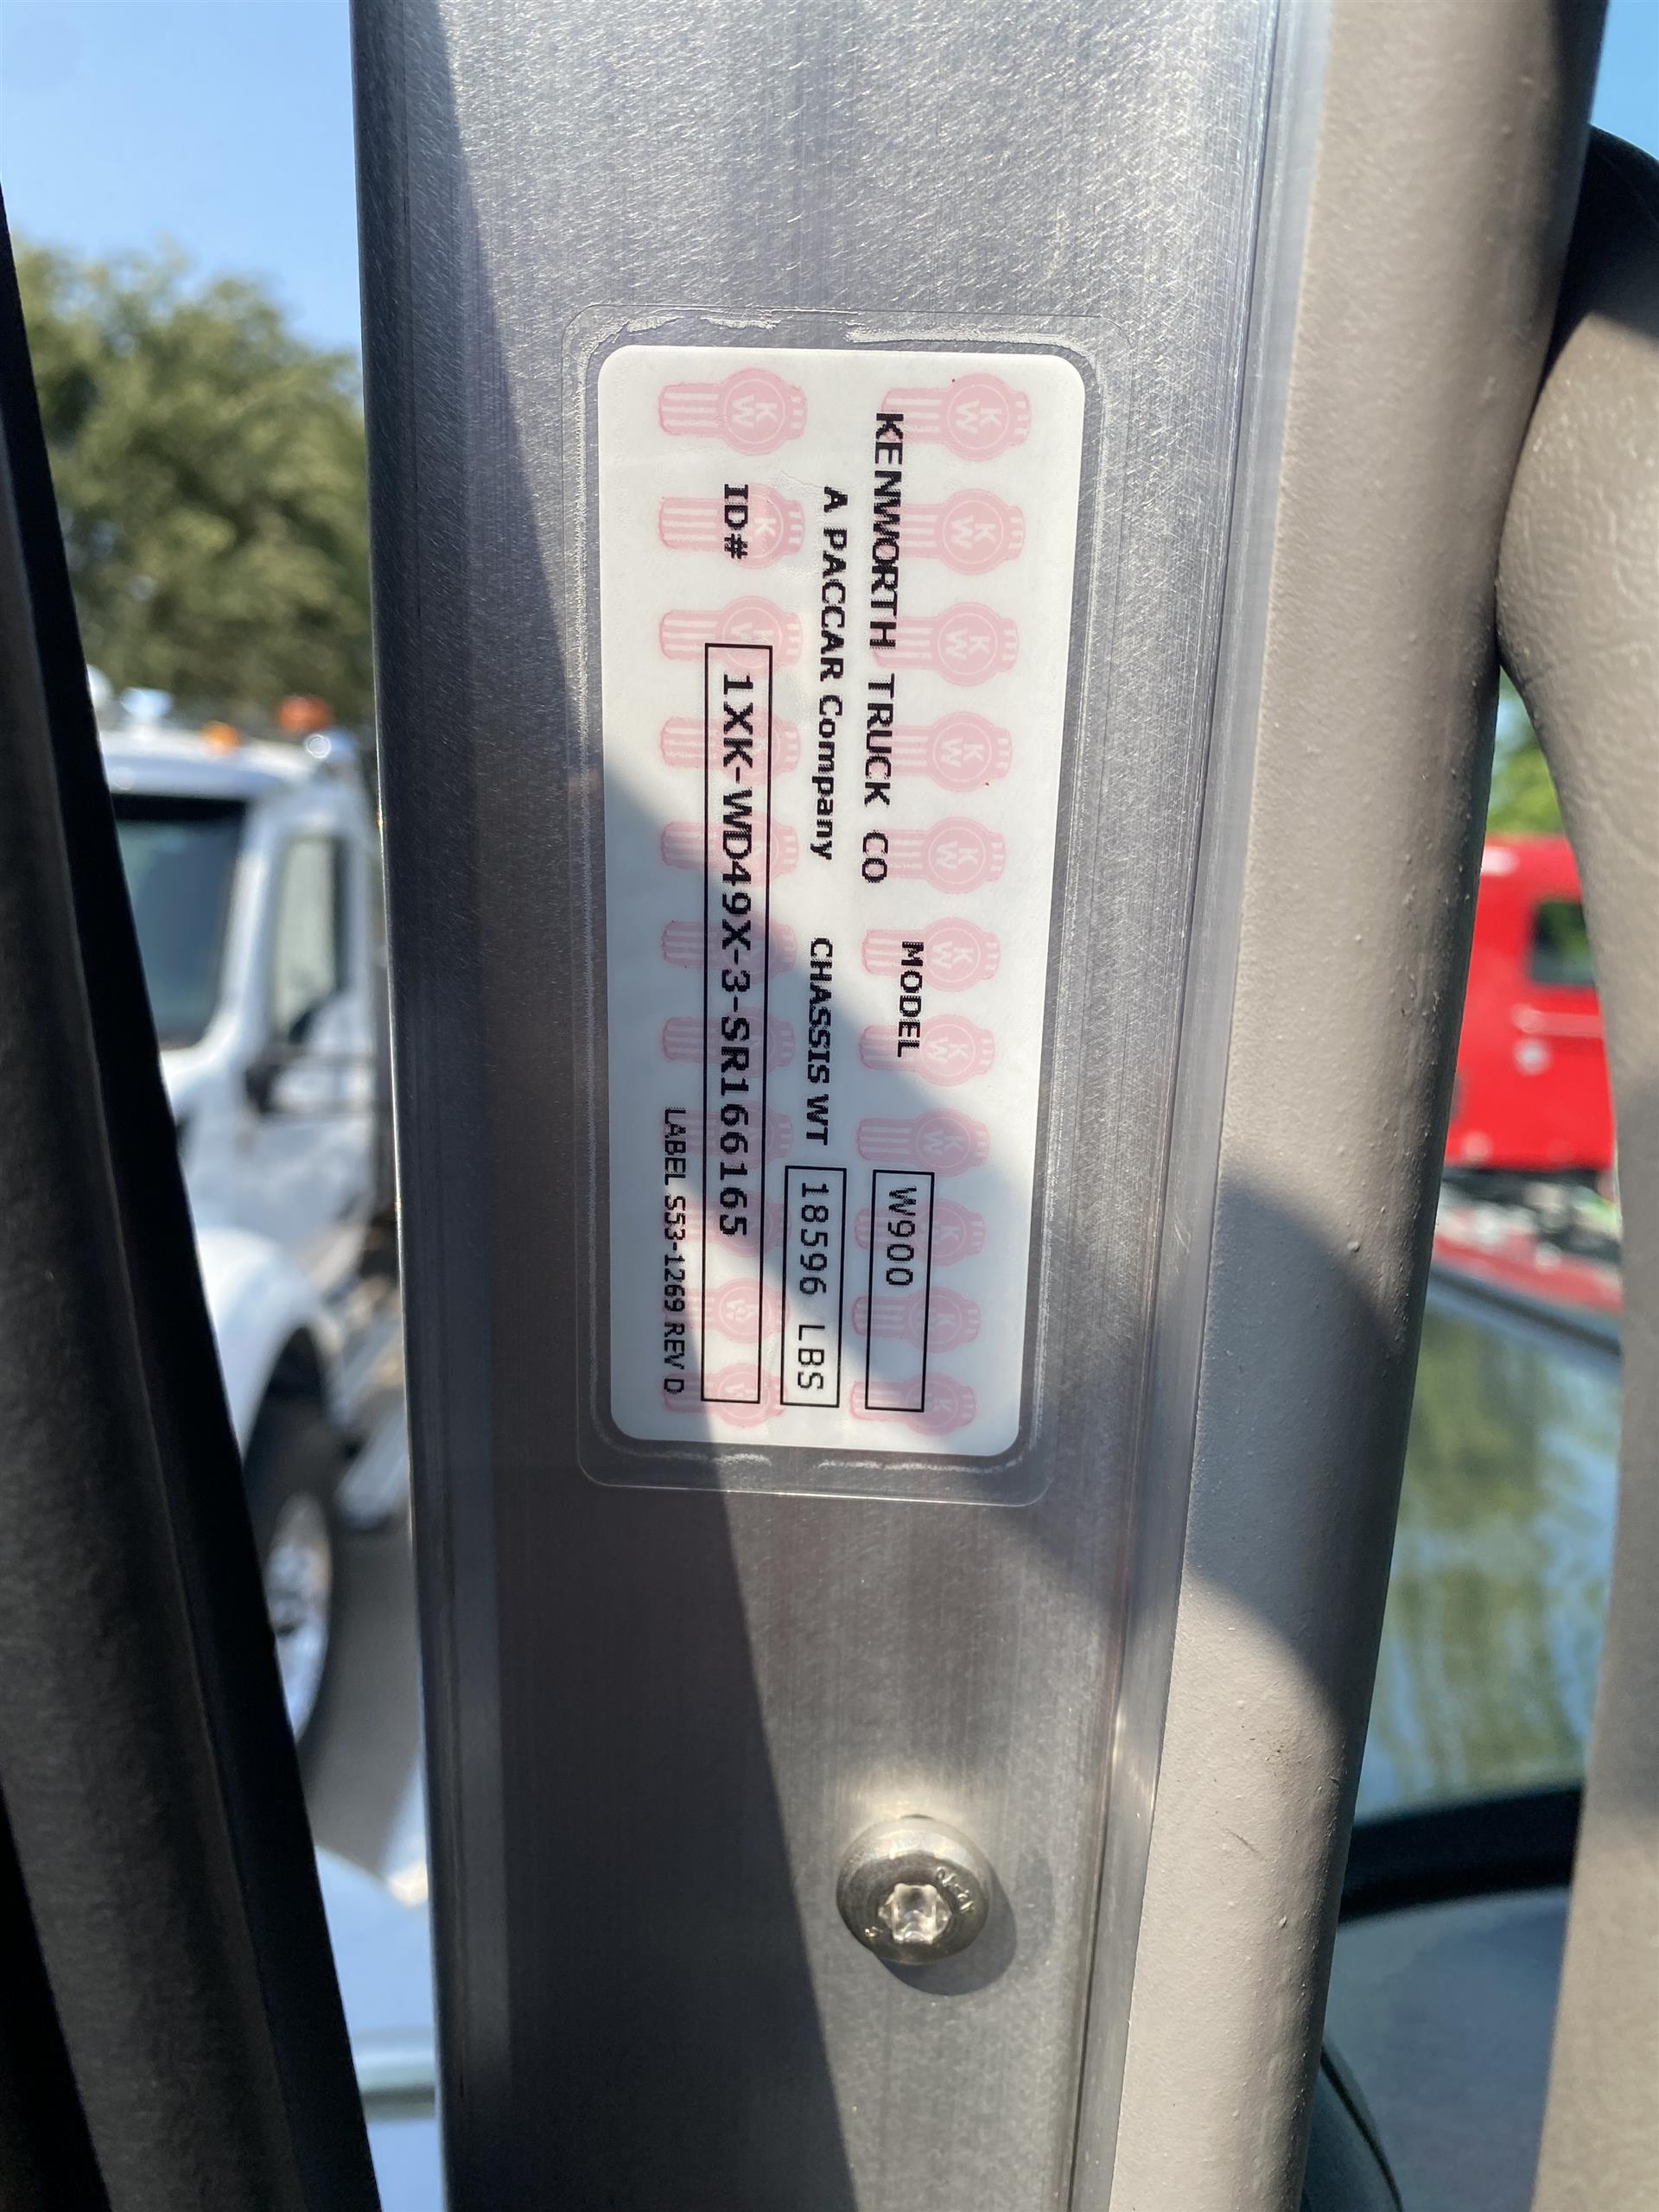 KENWORTH TRUCK CO
A PACCAR Company
MODEL W900
CHASSIS WT 18596 LBS
ID# 1XK-WD49X-3-SR166165
LABEL S53-1269 REV D